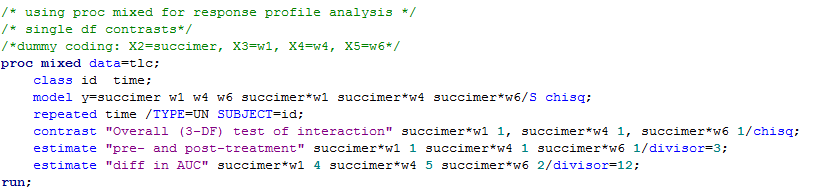 /* using proc mixed for response profile analysis */
/* single df contrasts*/
/*dummy coding: X2=succimer, X3=w1, X4=w4, X5=w6*/
proc mixed data=tlc;
class id time;
model y=succimer w1 w4 w6 succimer*w1 succimer*w4 succimer*w6/S chisq;
repeated time /TYPE=UN SUBJECT=id;
contrast "Overall (3-DF) test of interaction" succimer*w1 1, succimer*w4 1, succimer*w6 1/chisq;
estimate "pre- and post-treatment" succimer*w1 1 succimer*w4 1 succimer*w6 1/divisor=3;
estimate "diff in AUC" succimer*w1 4 succimer*w4 5 succimer*w6 2/divisor=12;
run;